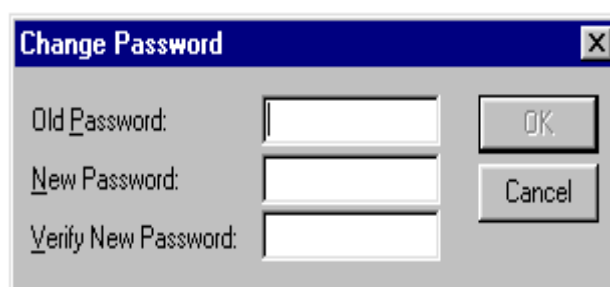 Change Password
Old Password:
OK
New Password:
Cancel
Verify New Password: